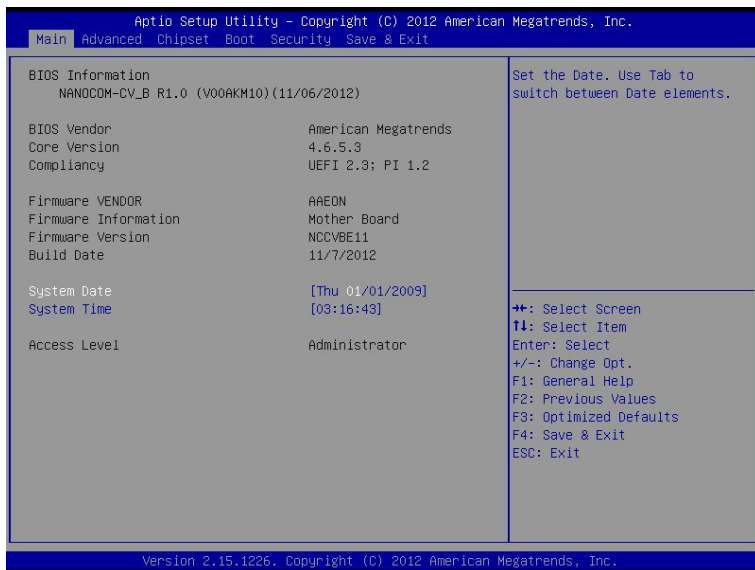 Aptio Setup Utility – Copyright (C) 2012 American Megatrends, Inc.
Main Advanced Chipset Boot Security Save & Exit
BIOS Information
NANOCOM-CV_B R1.0 (V00AKM10)(11/06/2012)
BIOS Vendor American Megatrends
Core Version 4.6.5.3
Compliancy UEFI 2.3; PI 1.2
Firmware VENDOR AAEON
Firmware Information Mother Board
Firmware Version NCCVBE11
Build Date 11/7/2012
System Date [Thu 01/01/2009]
System Time [03:16:43]
Access Level Administrator
Set the Date. Use Tab to
switch between Date elements.
→←: Select Screen
↑↓: Select Item
Enter: Select
+/-: Change Opt.
F1: General Help
F2: Previous Values
F3: Optimized Defaults
F4: Save & Exit
ESC: Exit
Version 2.15.1226. Copyright (C) 2012 American Megatrends, Inc.